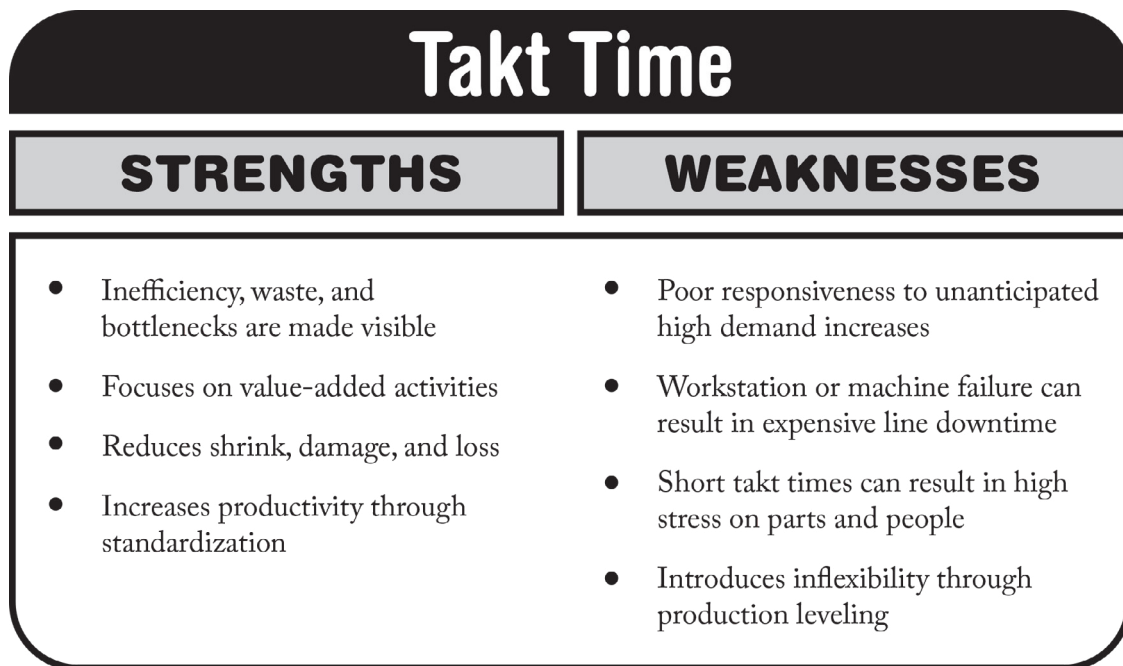 Takt Time
STRENGTHS
WEAKNESSES
• Inefficiency, waste, and
bottlenecks are made visible
• Focuses on value-added activities
• Reduces shrink, damage, and loss
• Increases productivity through
standardization
• Poor responsiveness to unanticipated
high demand increases
• Workstation or machine failure can
result in expensive line downtime
• Short takt times can result in high
stress on parts and people
• Introduces inflexibility through
production leveling